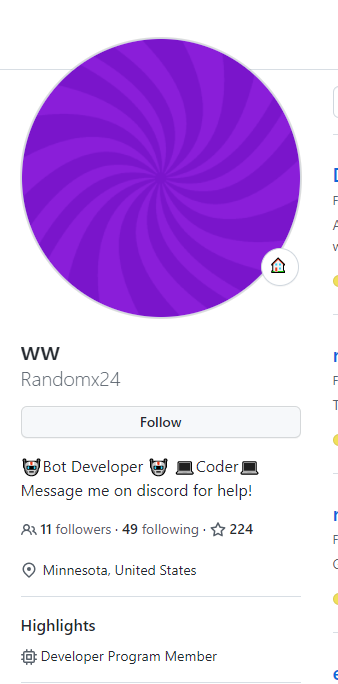 ww
Randomx24
Follow
🤖Bot Developer 🤖 💻Coder💻
Message me on discord for help!
11 followers · 49 following · 224
Minnesota, United States
Highlights
Developer Program Member